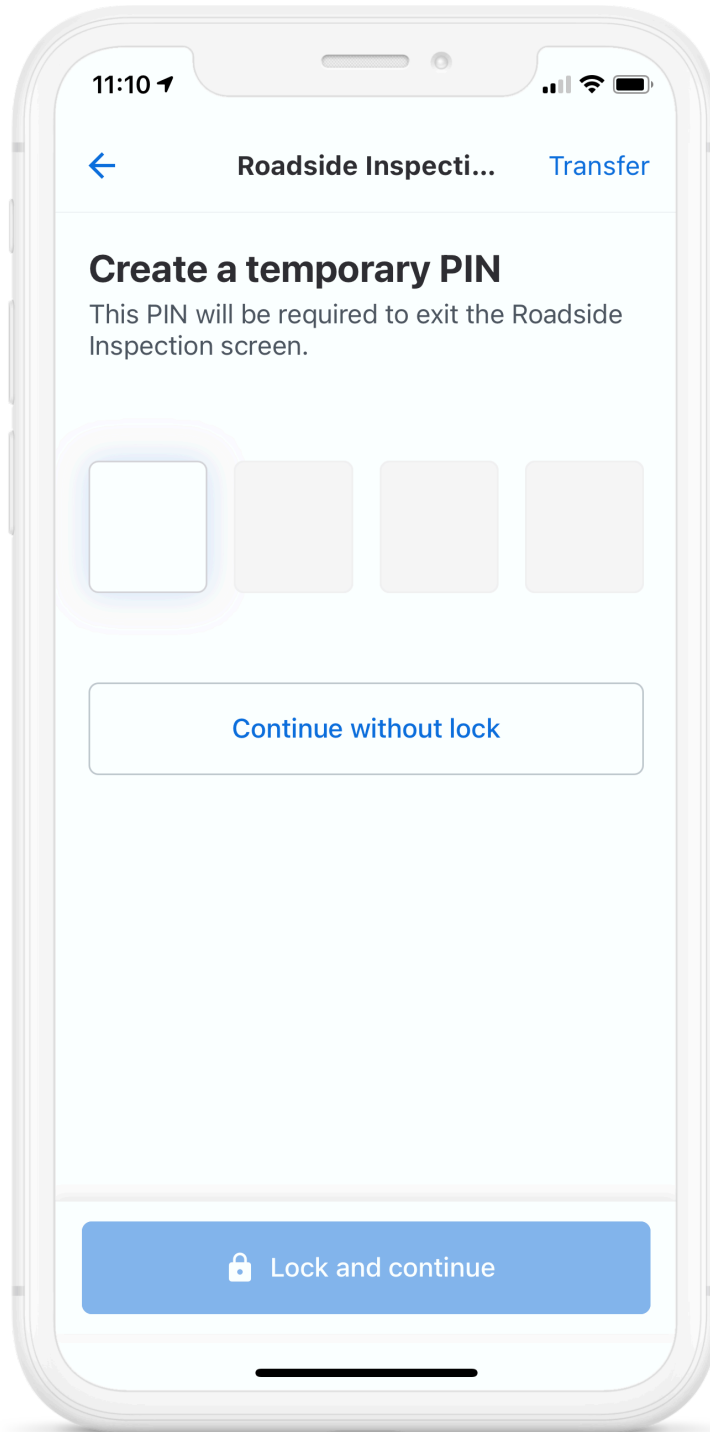 11:10
Roadside Inspecti... Transfer
Create a temporary PIN
This PIN will be required to exit the Roadside
Inspection screen.
Continue without lock
Lock and continue